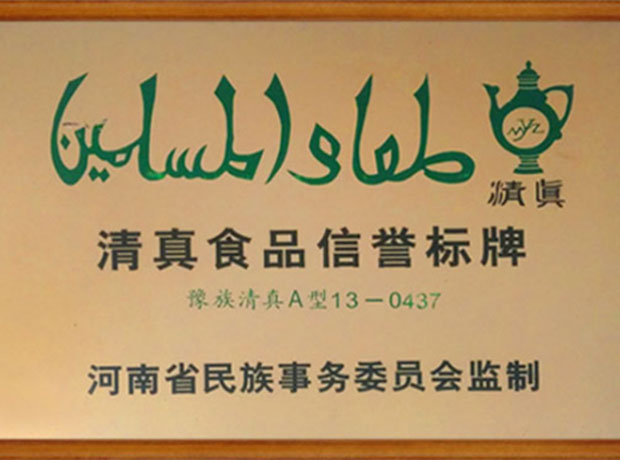 طعام المسلمين
MYZ
清真
清真食品信誉标牌
豫族清真A型13－0437
河南省民族事务委员会监制